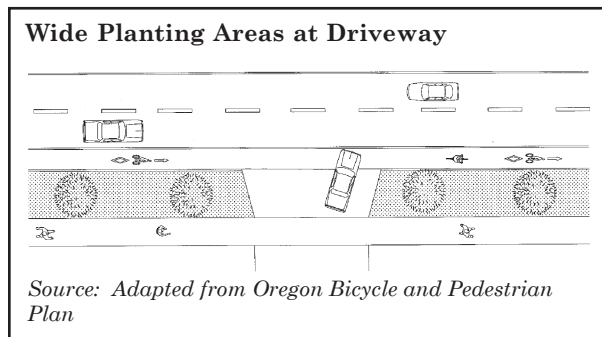 Wide Planting Areas at Driveway
Source: Adapted from Oregon Bicycle and Pedestrian
Plan